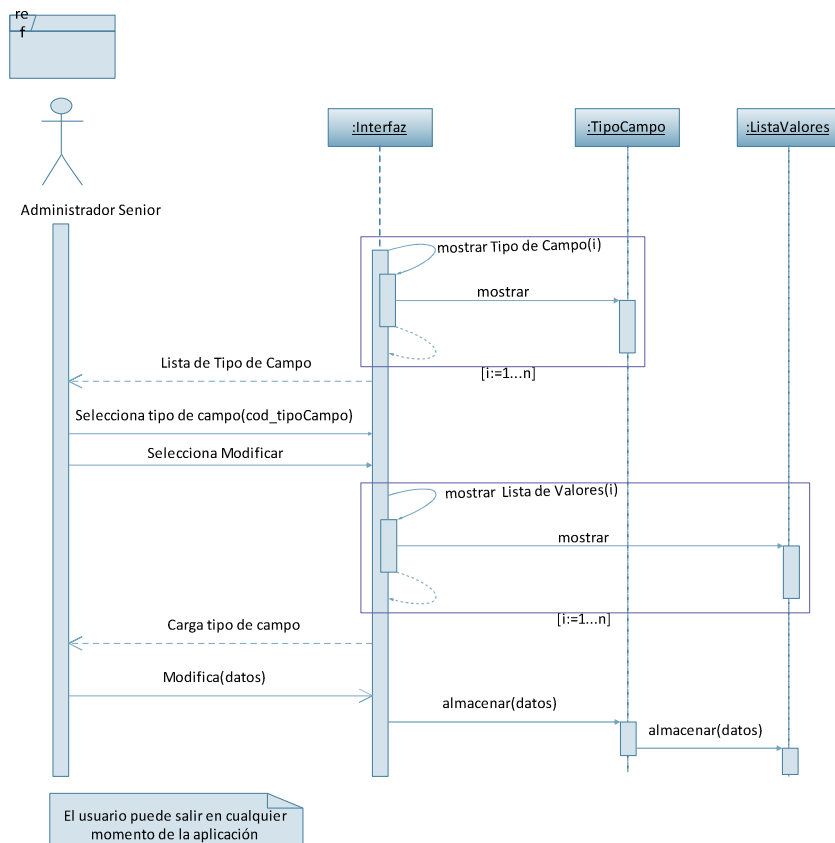 re
f
:Interfaz
:TipoCampo
:ListaValores
Administrador Senior
mostrar Tipo de Campo(i)
mostrar
Lista de Tipo de Campo
[i:=1...n]
Selecciona tipo de campo(cod_tipoCampo)
Selecciona Modificar
mostrar Lista de Valores(i)
mostrar
Carga tipo de campo
[i:=1...n]
Modifica(datos)
almacenar(datos)
almacenar(datos)
El usuario puede salir en cualquier
momento de la aplicación